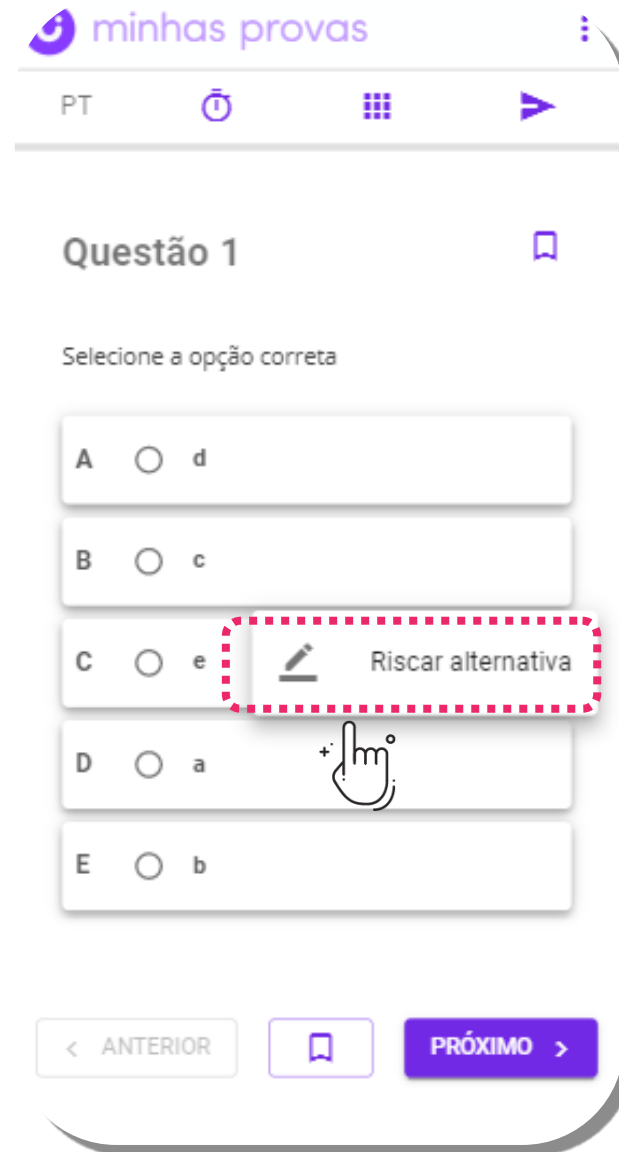 minhas provas
PT
Questão 1
Selecione a opção correta
A d
B c
C e
Riscar alternativa
D a
E b
< ANTERIOR
PRÓXIMO >